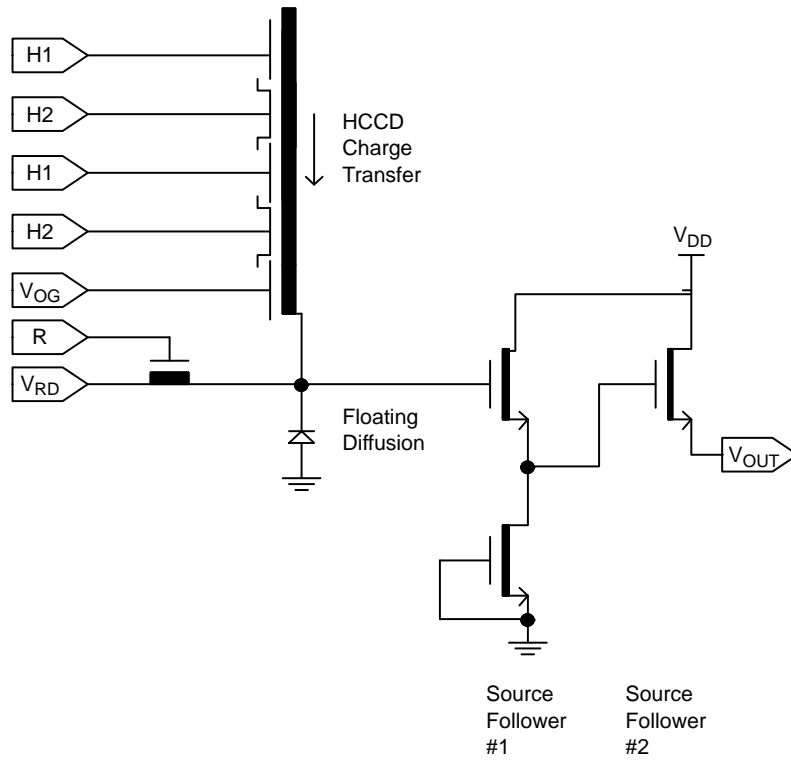 H1
H2
HCCD
Charge
Transfer
H1
H2
VDD
VOG
R
VRD
Floating
Diffusion
VOUT
Source
Follower
#1
Source
Follower
#2